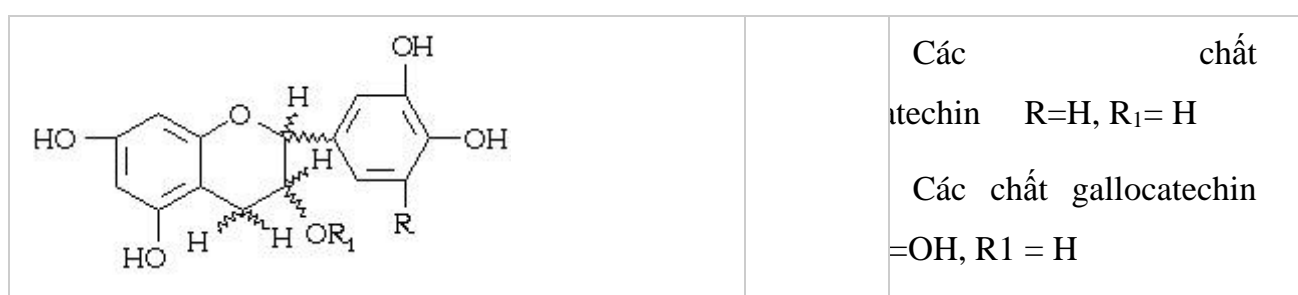 OH
H
O
HO
OH
H
R
H
H
OR₁
HO
Các chất
techin R=H, R₁= H
Các chất gallocatechin
=OH, R1 = H